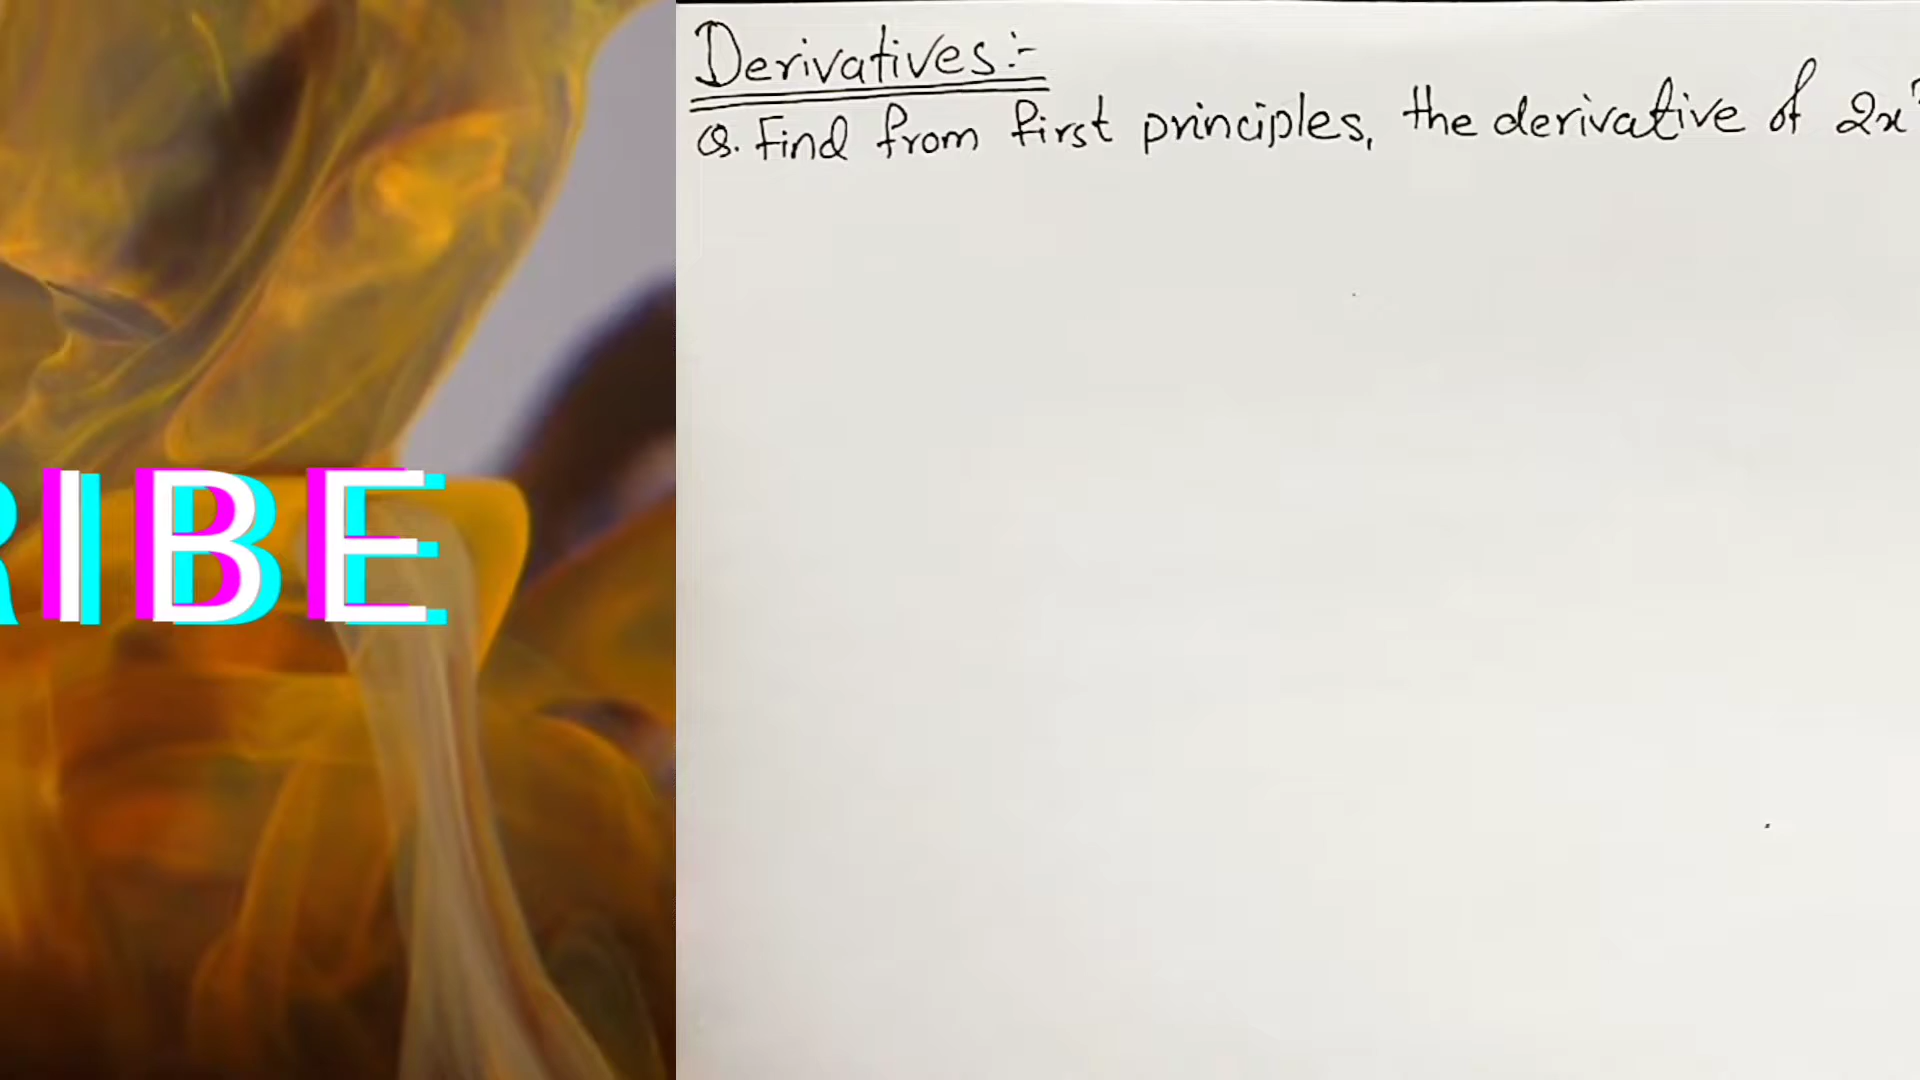 Derivatives:-
Q. Find from first principles, the derivative of 2x
RIBE